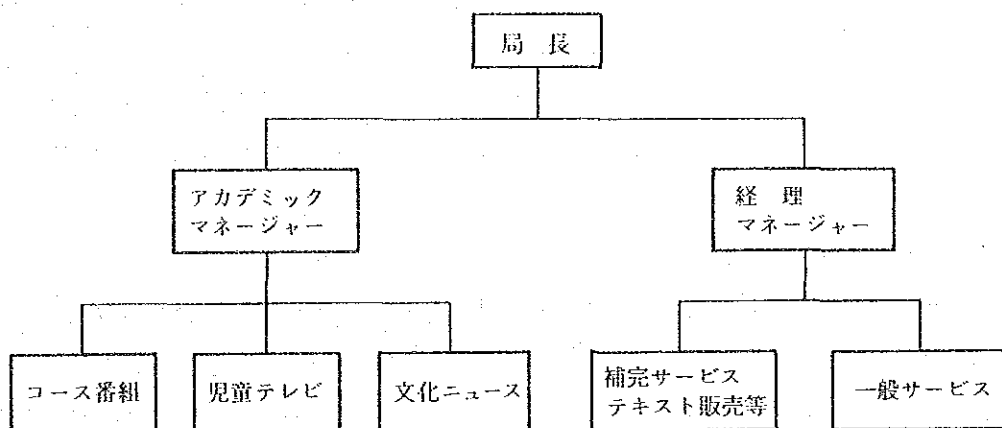 局 長
アカデミック
マネージャー
経 理
マネージャー
コース番組
児童テレビ
文化ニュース
補完サービス
テキスト販売等
一般サービス